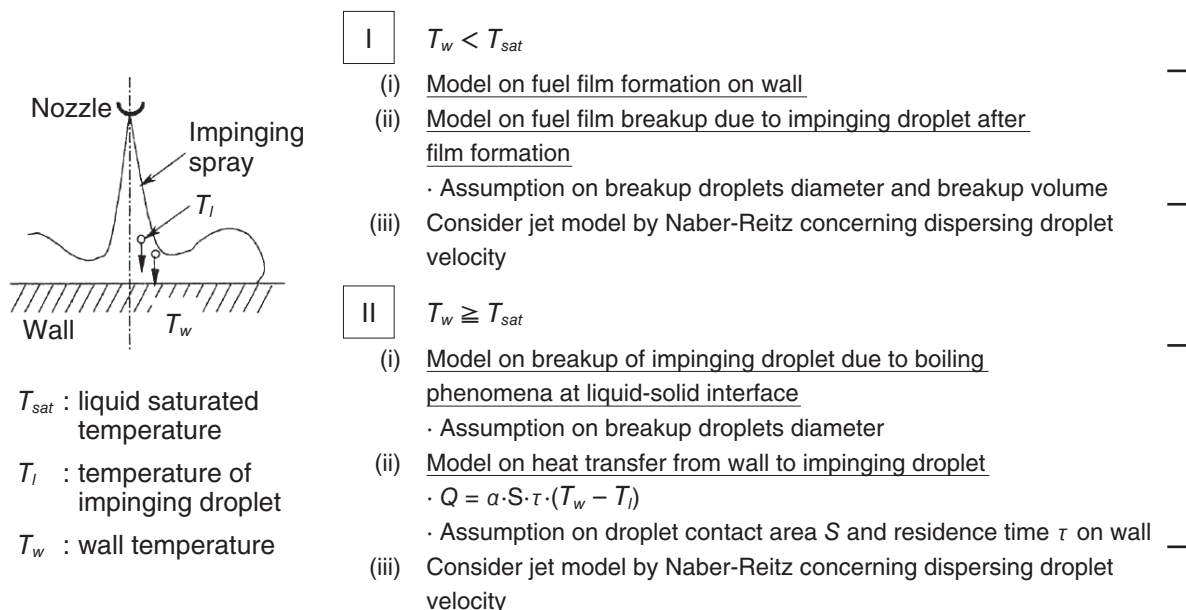 Nozzle
Impinging
spray
T_l
Wall
T_w
T_sat : liquid saturated
temperature
T_l : temperature of
impinging droplet
T_w : wall temperature
I T_w < T_sat
(i) Model on fuel film formation on wall
(ii) Model on fuel film breakup due to impinging droplet after
film formation
· Assumption on breakup droplets diameter and breakup volume
(iii) Consider jet model by Naber-Reitz concerning dispersing droplet
velocity
II T_w ≧ T_sat
(i) Model on breakup of impinging droplet due to boiling
phenomena at liquid-solid interface
· Assumption on breakup droplets diameter
(ii) Model on heat transfer from wall to impinging droplet
· Q = α·S·τ·(T_w – T_l)
· Assumption on droplet contact area S and residence time τ on wall
(iii) Consider jet model by Naber-Reitz concerning dispersing droplet
velocity